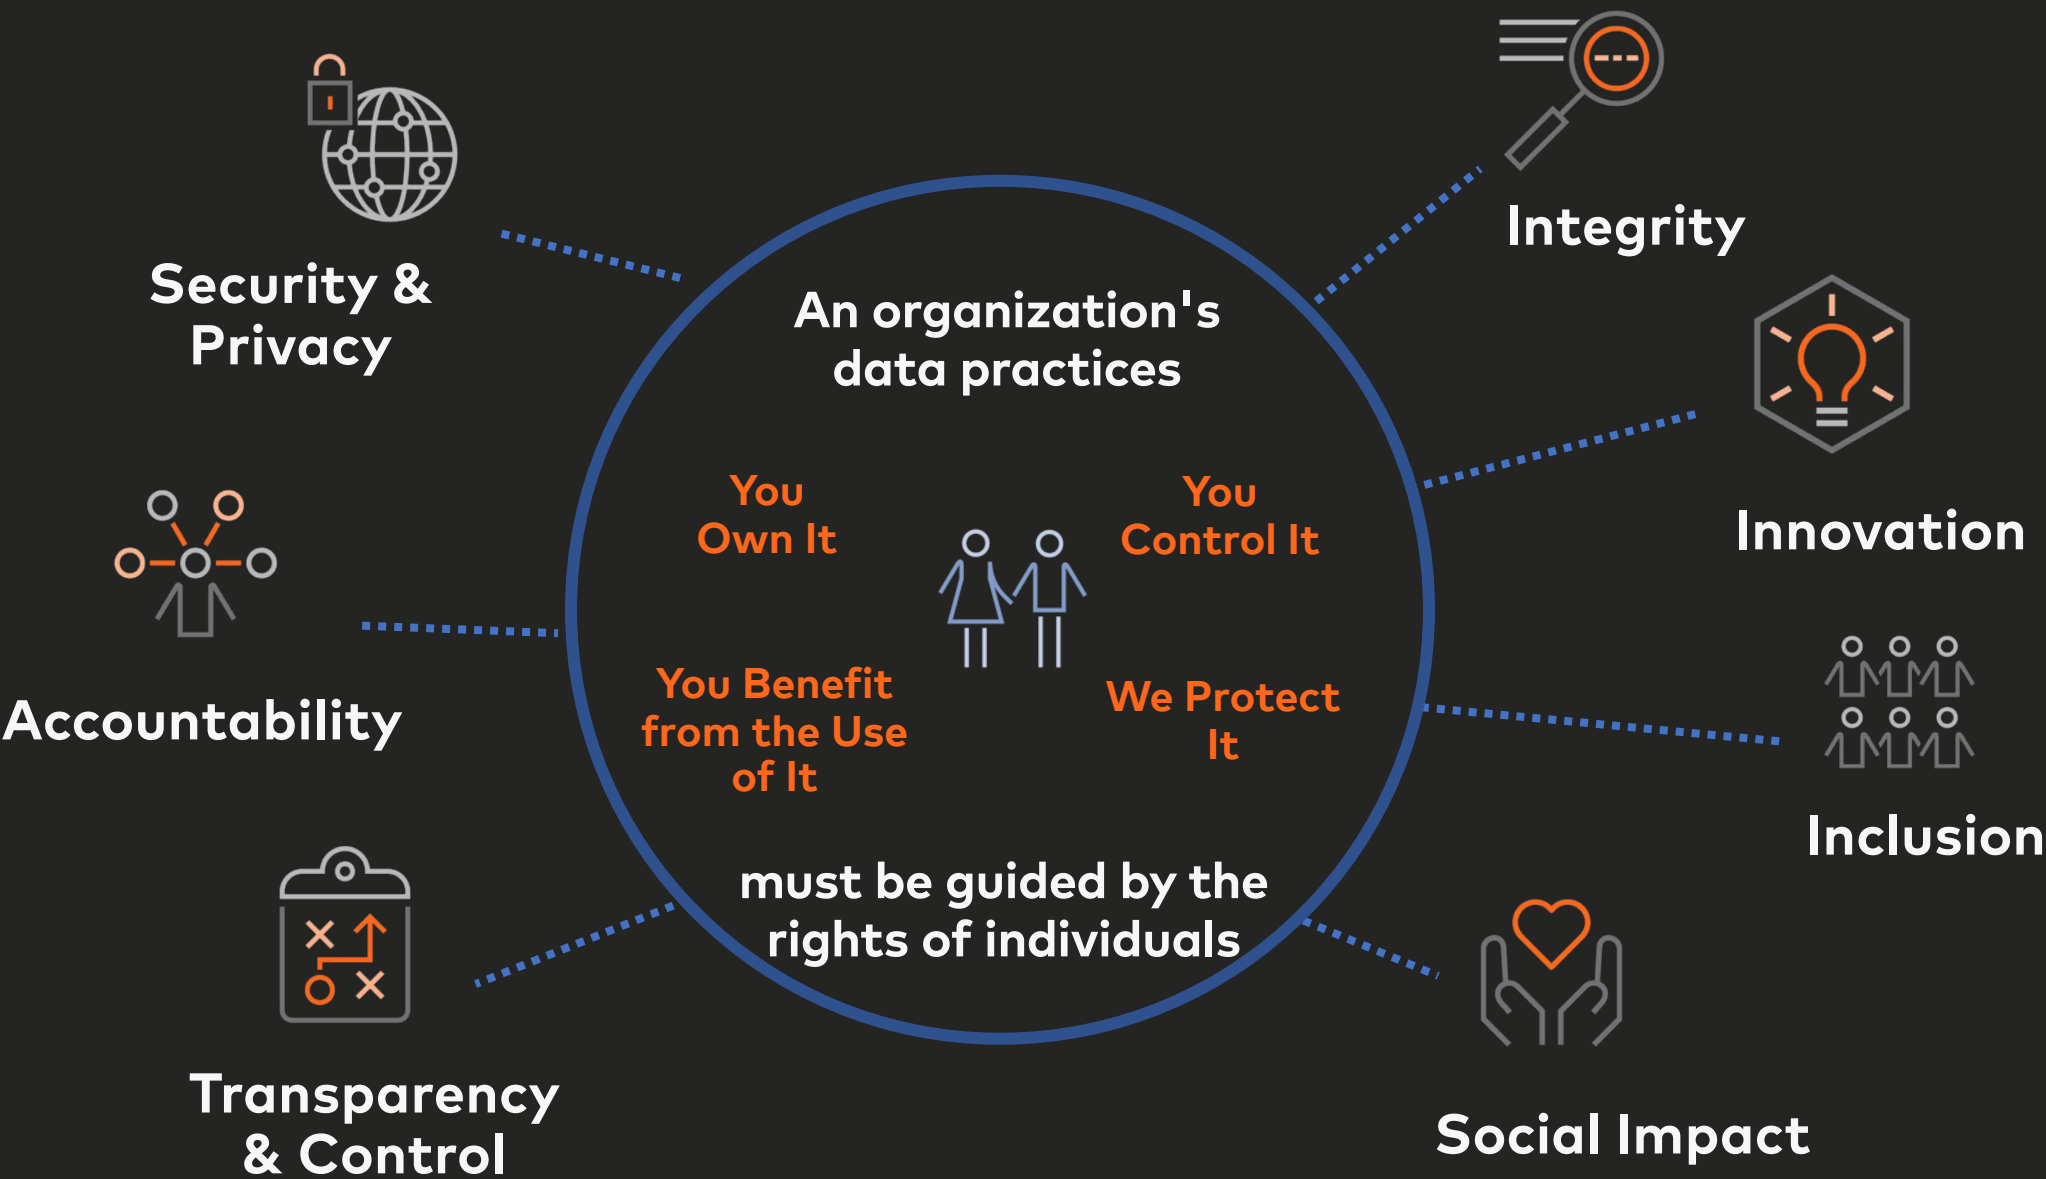 Security &
Privacy
Accountability
Transparency
& Control
An organization's
data practices
You
Own It
You
Control It
You Benefit
from the Use
of It
We Protect
It
must be guided by the
rights of individuals
Integrity
Innovation
Inclusion
Social Impact